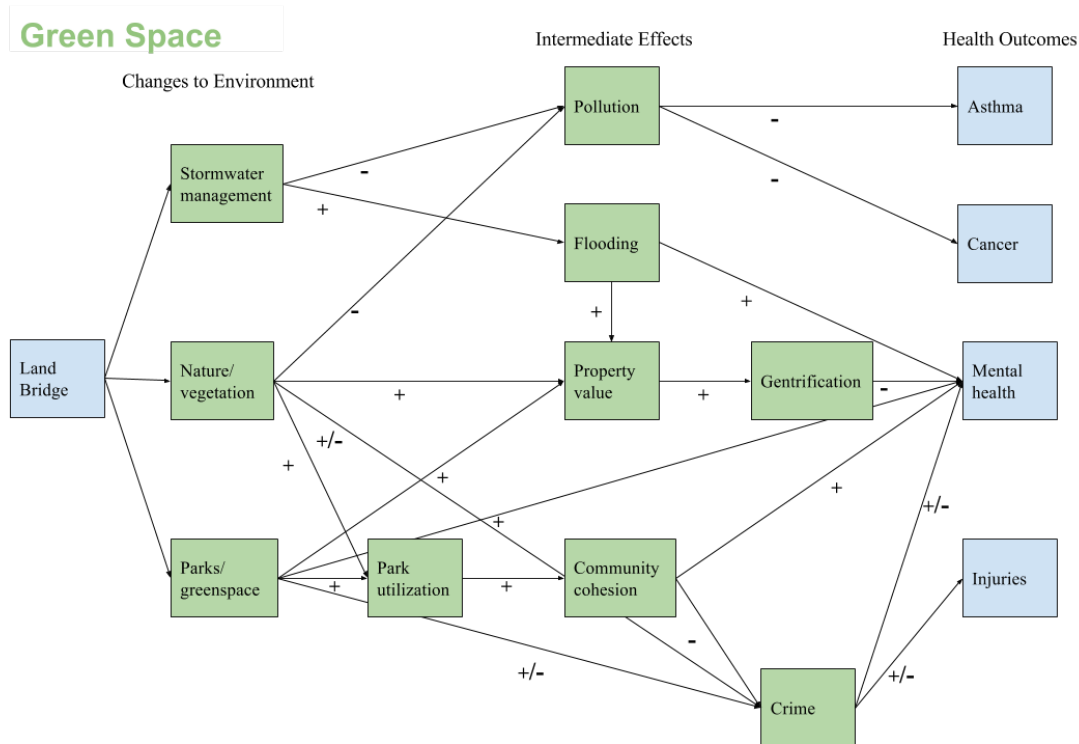 Green Space
Intermediate Effects
Health Outcomes
Changes to Environment
Pollution
Asthma
-
-
Stormwater
management
-
+
Flooding
Cancer
+
-
+
Land
Bridge
Nature/
vegetation
+
Property
value
+
Gentrification
-
Mental
health
+/-
+
+
+
+
+/-
Parks/
greenspace
+
Park
utilization
+
Community
cohesion
Injuries
-
+/-
+/-
Crime